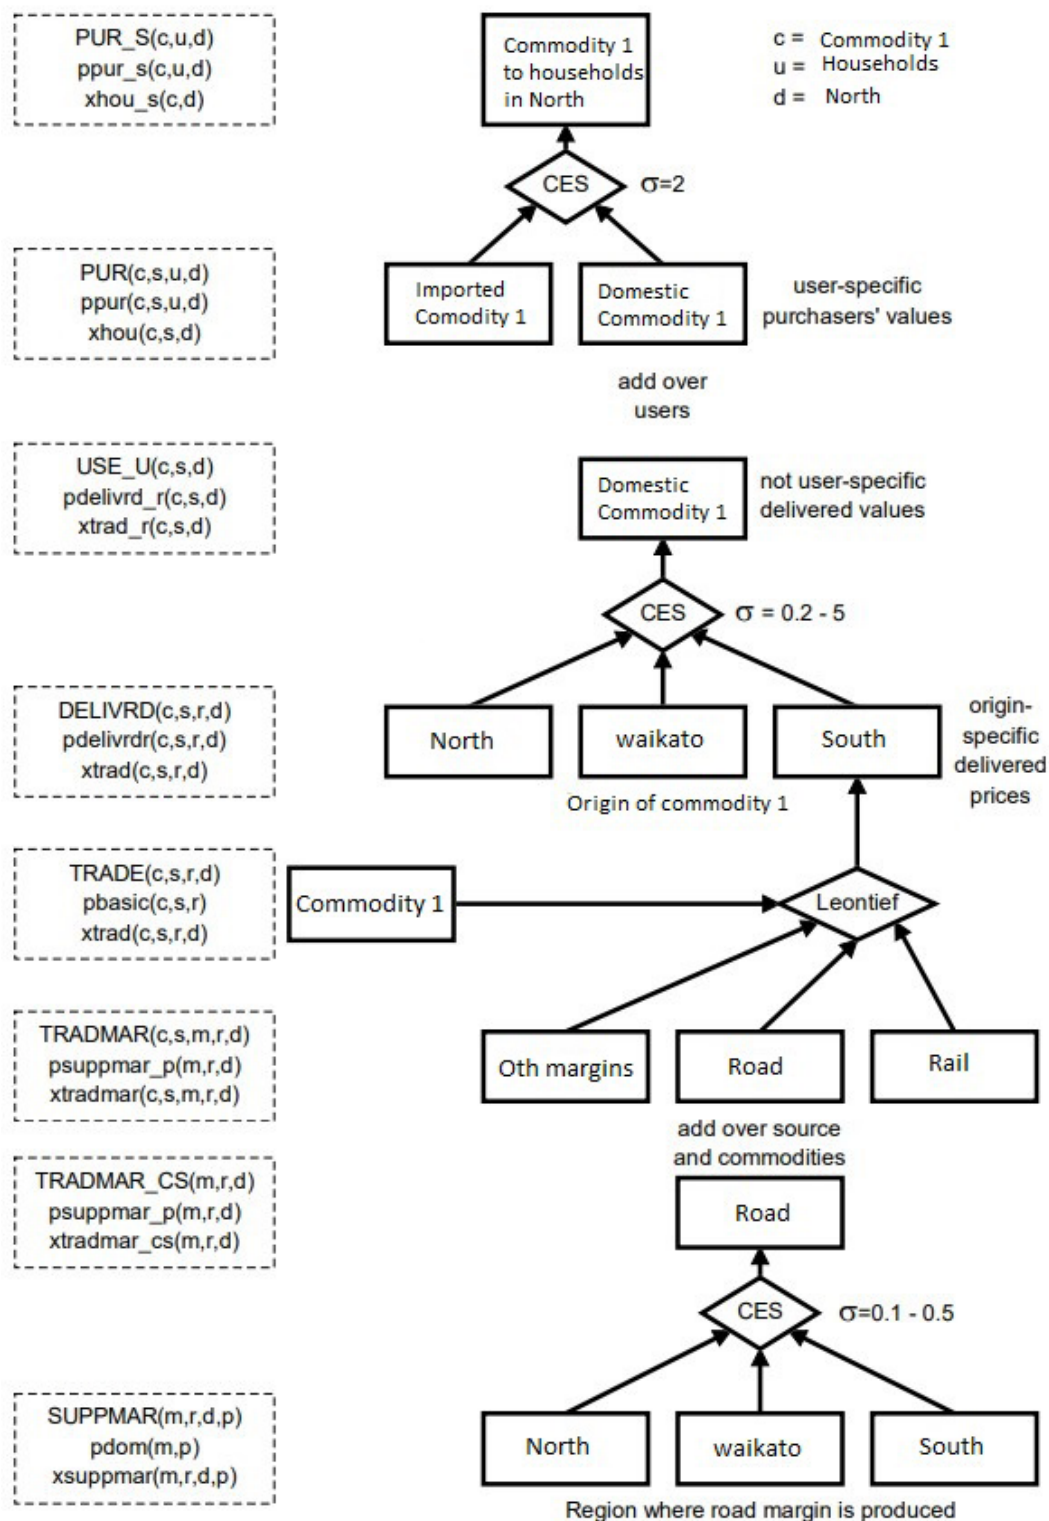 PUR_S(c,u,d)
ppur_s(c,u,d)
xhou_s(c,d)
Commodity 1
to households
in North
c = Commodity 1
u = Households
d = North
CES
σ=2
PUR(c,s,u,d)
ppur(c,s,u,d)
xhou(c,s,d)
Imported
Comodity 1
Domestic
Commodity 1
user-specific
purchasers' values
add over
users
USE_U(c,s,d)
pdelivrd_r(c,s,d)
xtrad_r(c,s,d)
Domestic
Commodity 1
not user-specific
delivered values
CES
σ = 0.2 - 5
DELIVRD(c,s,r,d)
pdelivrdr(c,s,r,d)
xtrad(c,s,r,d)
North
waikato
South
origin-
specific
delivered
prices
Origin of commodity 1
TRADE(c,s,r,d)
pbasic(c,s,r)
xtrad(c,s,r,d)
Commodity 1
Leontief
TRADMAR(c,s,m,r,d)
psuppmar_p(m,r,d)
xtradmar(c,s,m,r,d)
Oth margins
Road
Rail
add over source
and commodities
TRADMAR_CS(m,r,d)
psuppmar_p(m,r,d)
xtradmar_cs(m,r,d)
Road
CES
σ=0.1 - 0.5
SUPPMAR(m,r,d,p)
pdom(m,p)
xsuppmar(m,r,d,p)
North
waikato
South
Region where road margin is produced